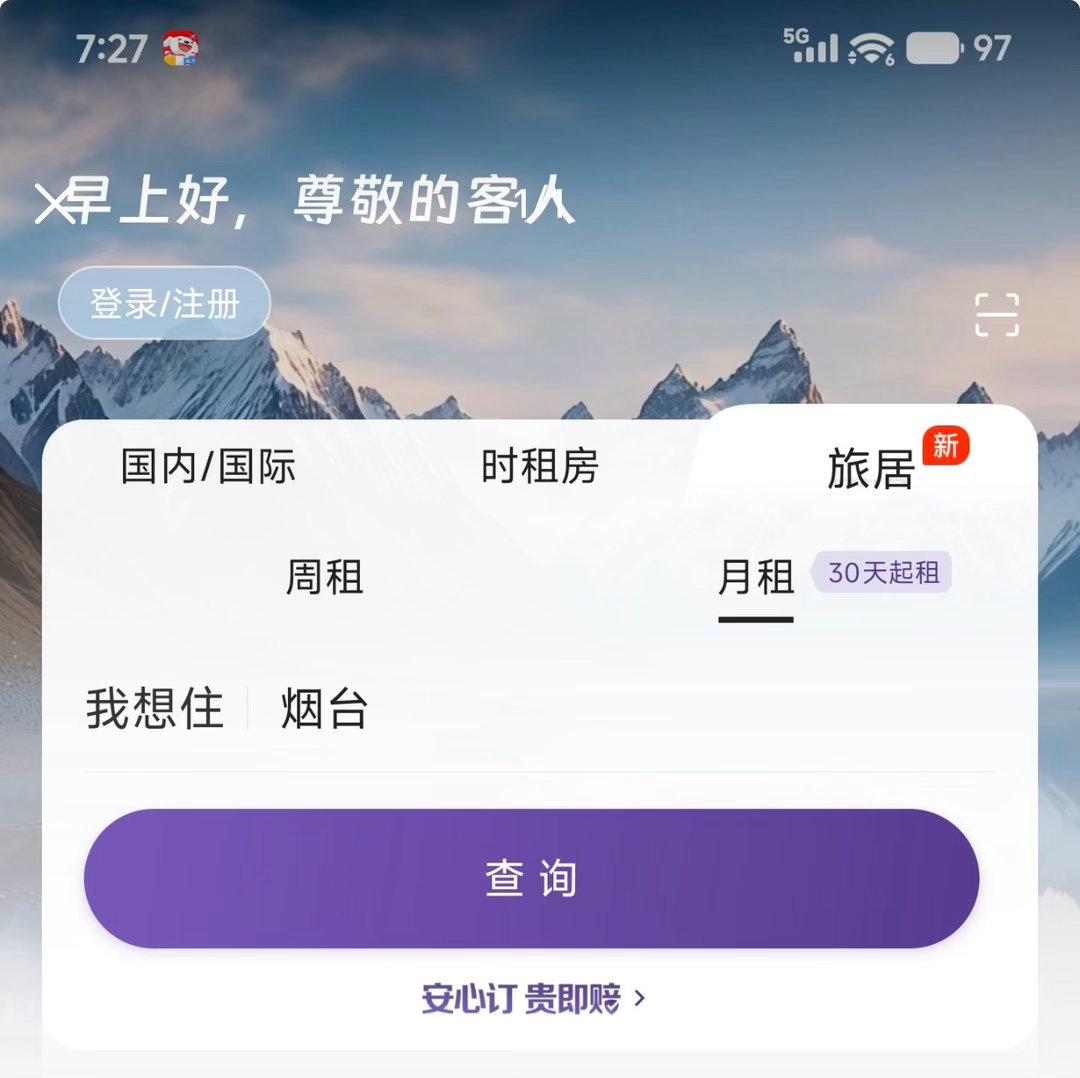 7:27 5G 6 97
早上好，尊敬的客人
登录/注册
国内/国际 时租房 旅居 新
周租 月租 30天起租
我想住 烟台
查询
安心订 贵即赔